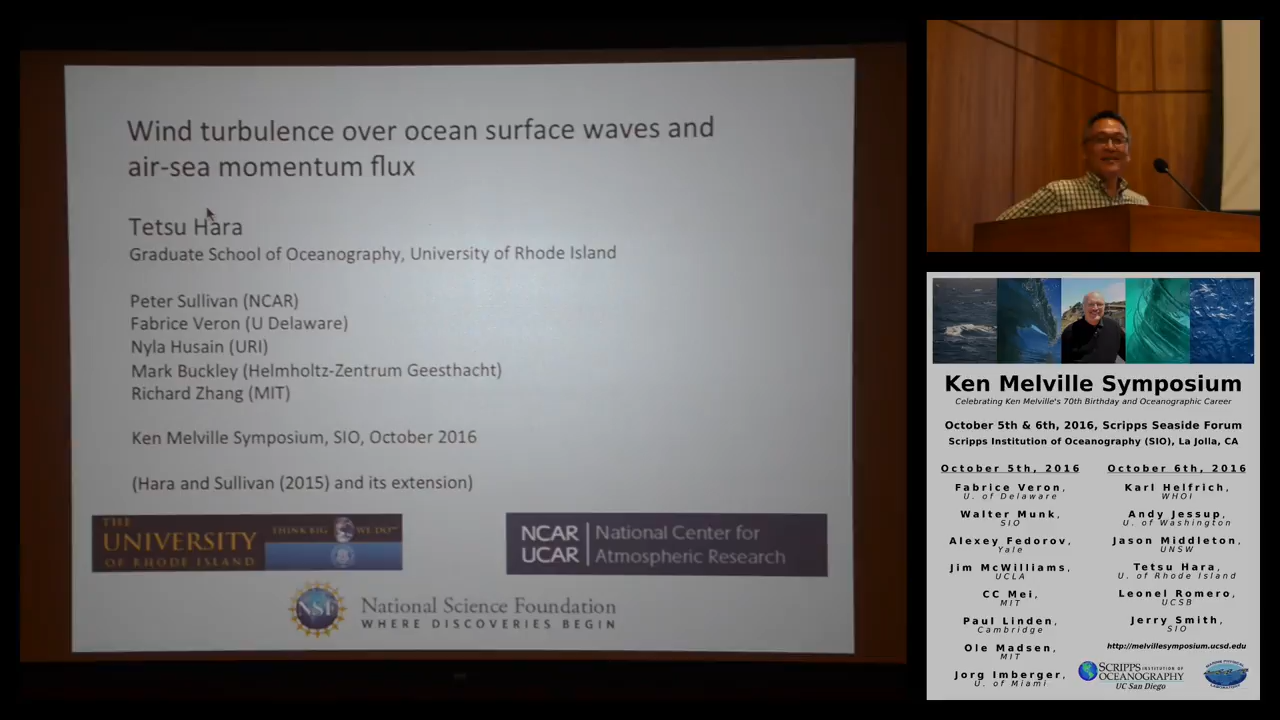 Wind turbulence over ocean surface waves and
air-sea momentum flux
Tetsu Hara
Graduate School of Oceanography, University of Rhode Island
Peter Sullivan (NCAR)
Fabrice Veron (U Delaware)
Nyla Husain (URI)
Mark Buckley (Helmholtz-Zentrum Geesthacht)
Richard Zhang (MIT)
Ken Melville Symposium, SIO, October 2016
(Hara and Sullivan (2015) and its extension)
THE
UNIVERSITY
OF RHODE ISLAND
THINK BIG WE DO™
NCAR
UCAR
National Center for
Atmospheric Research
NSF
National Science Foundation
WHERE DISCOVERIES BEGIN
Ken Melville Symposium
Celebrating Ken Melville's 70th Birthday and Oceanographic Career
October 5th & 6th, 2016, Scripps Seaside Forum
Scripps Institution of Oceanography (SIO), La Jolla, CA
October 5th, 2016
Fabrice Veron,
U. of Delaware
Walter Munk,
SIO
Alexey Fedorov,
Yale
Jim McWilliams,
UCLA
CC Mei,
MIT
Paul Linden,
Cambridge
Ole Madsen,
MIT
Jorg Imberger,
U. of Miami
October 6th, 2016
Karl Helfrich,
WHOI
Andy Jessup,
U. of Washington
Jason Middleton,
UNSW
Tetsu Hara,
U. of Rhode Island
Leonel Romero,
UCSB
Jerry Smith,
SIO
http://melvillesymposium.ucsd.edu
SCRIPPS INSTITUTION OF
OCEANOGRAPHY
UC San Diego